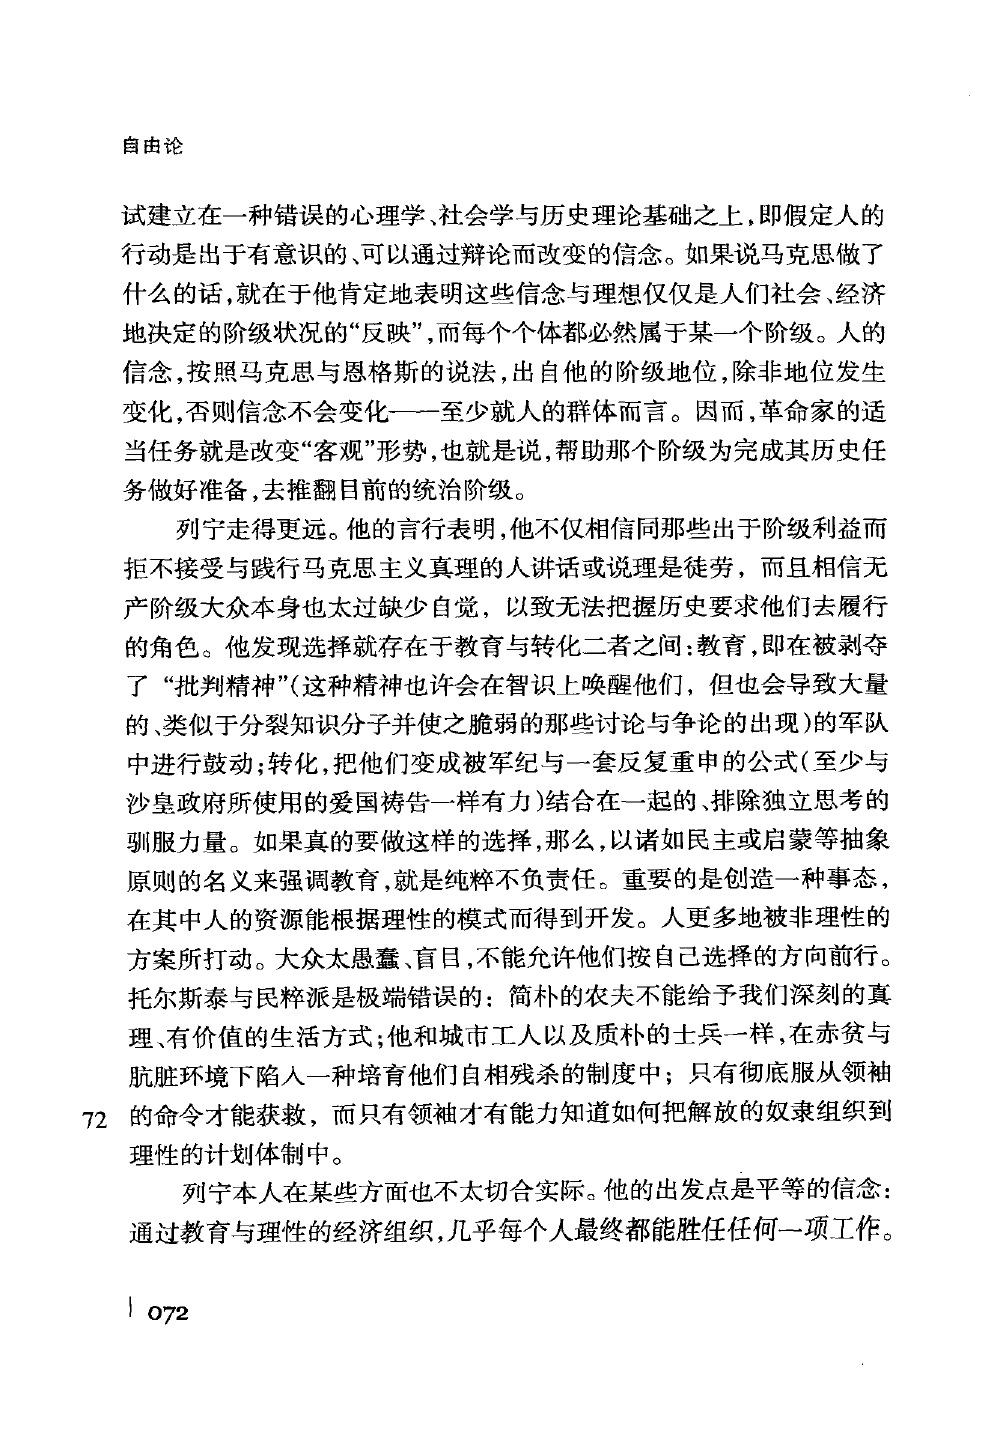 自由论
试建立在一种错误的心理学、社会学与历史理论基础之上，即假定人的
行动是出于有意识的、可以通过辩论而改变的信念。如果说马克思做了
什么的话，就在于他肯定地表明这些信念与理想仅仅是人们社会、经济
地决定的阶级状况的“反映”，而每个个体都必然属于某一个阶级。人的
信念，按照马克思与恩格斯的说法，出自他的阶级地位，除非地位发生
变化，否则信念不会变化——至少就人的群体而言。因而，革命家的适
当任务就是改变“客观”形势，也就是说，帮助那个阶级为完成其历史任
务做好准备，去推翻目前的统治阶级。
列宁走得更远。他的言行表明，他不仅相信同那些出于阶级利益而
拒不接受与践行马克思主义真理的人讲话或说理是徒劳，而且相信无
产阶级大众本身也太过缺少自觉，以致无法把握历史要求他们去履行
的角色。他发现选择就存在于教育与转化二者之间：教育，即在被剥夺
了“批判精神”（这种精神也许会在智识上唤醒他们，但也会导致大量
的、类似于分裂知识分子并使之脆弱的那些讨论与争论的出现）的军队
中进行鼓动；转化，把他们变成被军纪与一套反复重申的公式（至少与
沙皇政府所使用的爱国祷告一样有力）结合在一起的、排除独立思考的
驯服力量。如果真的要做这样的选择，那么，以诸如民主或启蒙等抽象
原则的名义来强调教育，就是纯粹不负责任。重要的是创造一种事态，
在其中人的资源能根据理性的模式而得到开发。人更多地被非理性的
方案所打动。大众太愚蠢、盲目，不能允许他们按自己选择的方向前行。
托尔斯泰与民粹派是极端错误的：简朴的农夫不能给予我们深刻的真
理、有价值的生活方式；他和城市工人以及质朴的士兵一样，在赤贫与
肮脏环境下陷入一种培育他们自相残杀的制度中；只有彻底服从领袖
72 的命令才能获救，而只有领袖才有能力知道如何把解放的奴隶组织到
理性的计划体制中。
列宁本人在某些方面也不太切合实际。他的出发点是平等的信念：
通过教育与理性的经济组织，几乎每个人最终都能胜任任何一项工作。
072